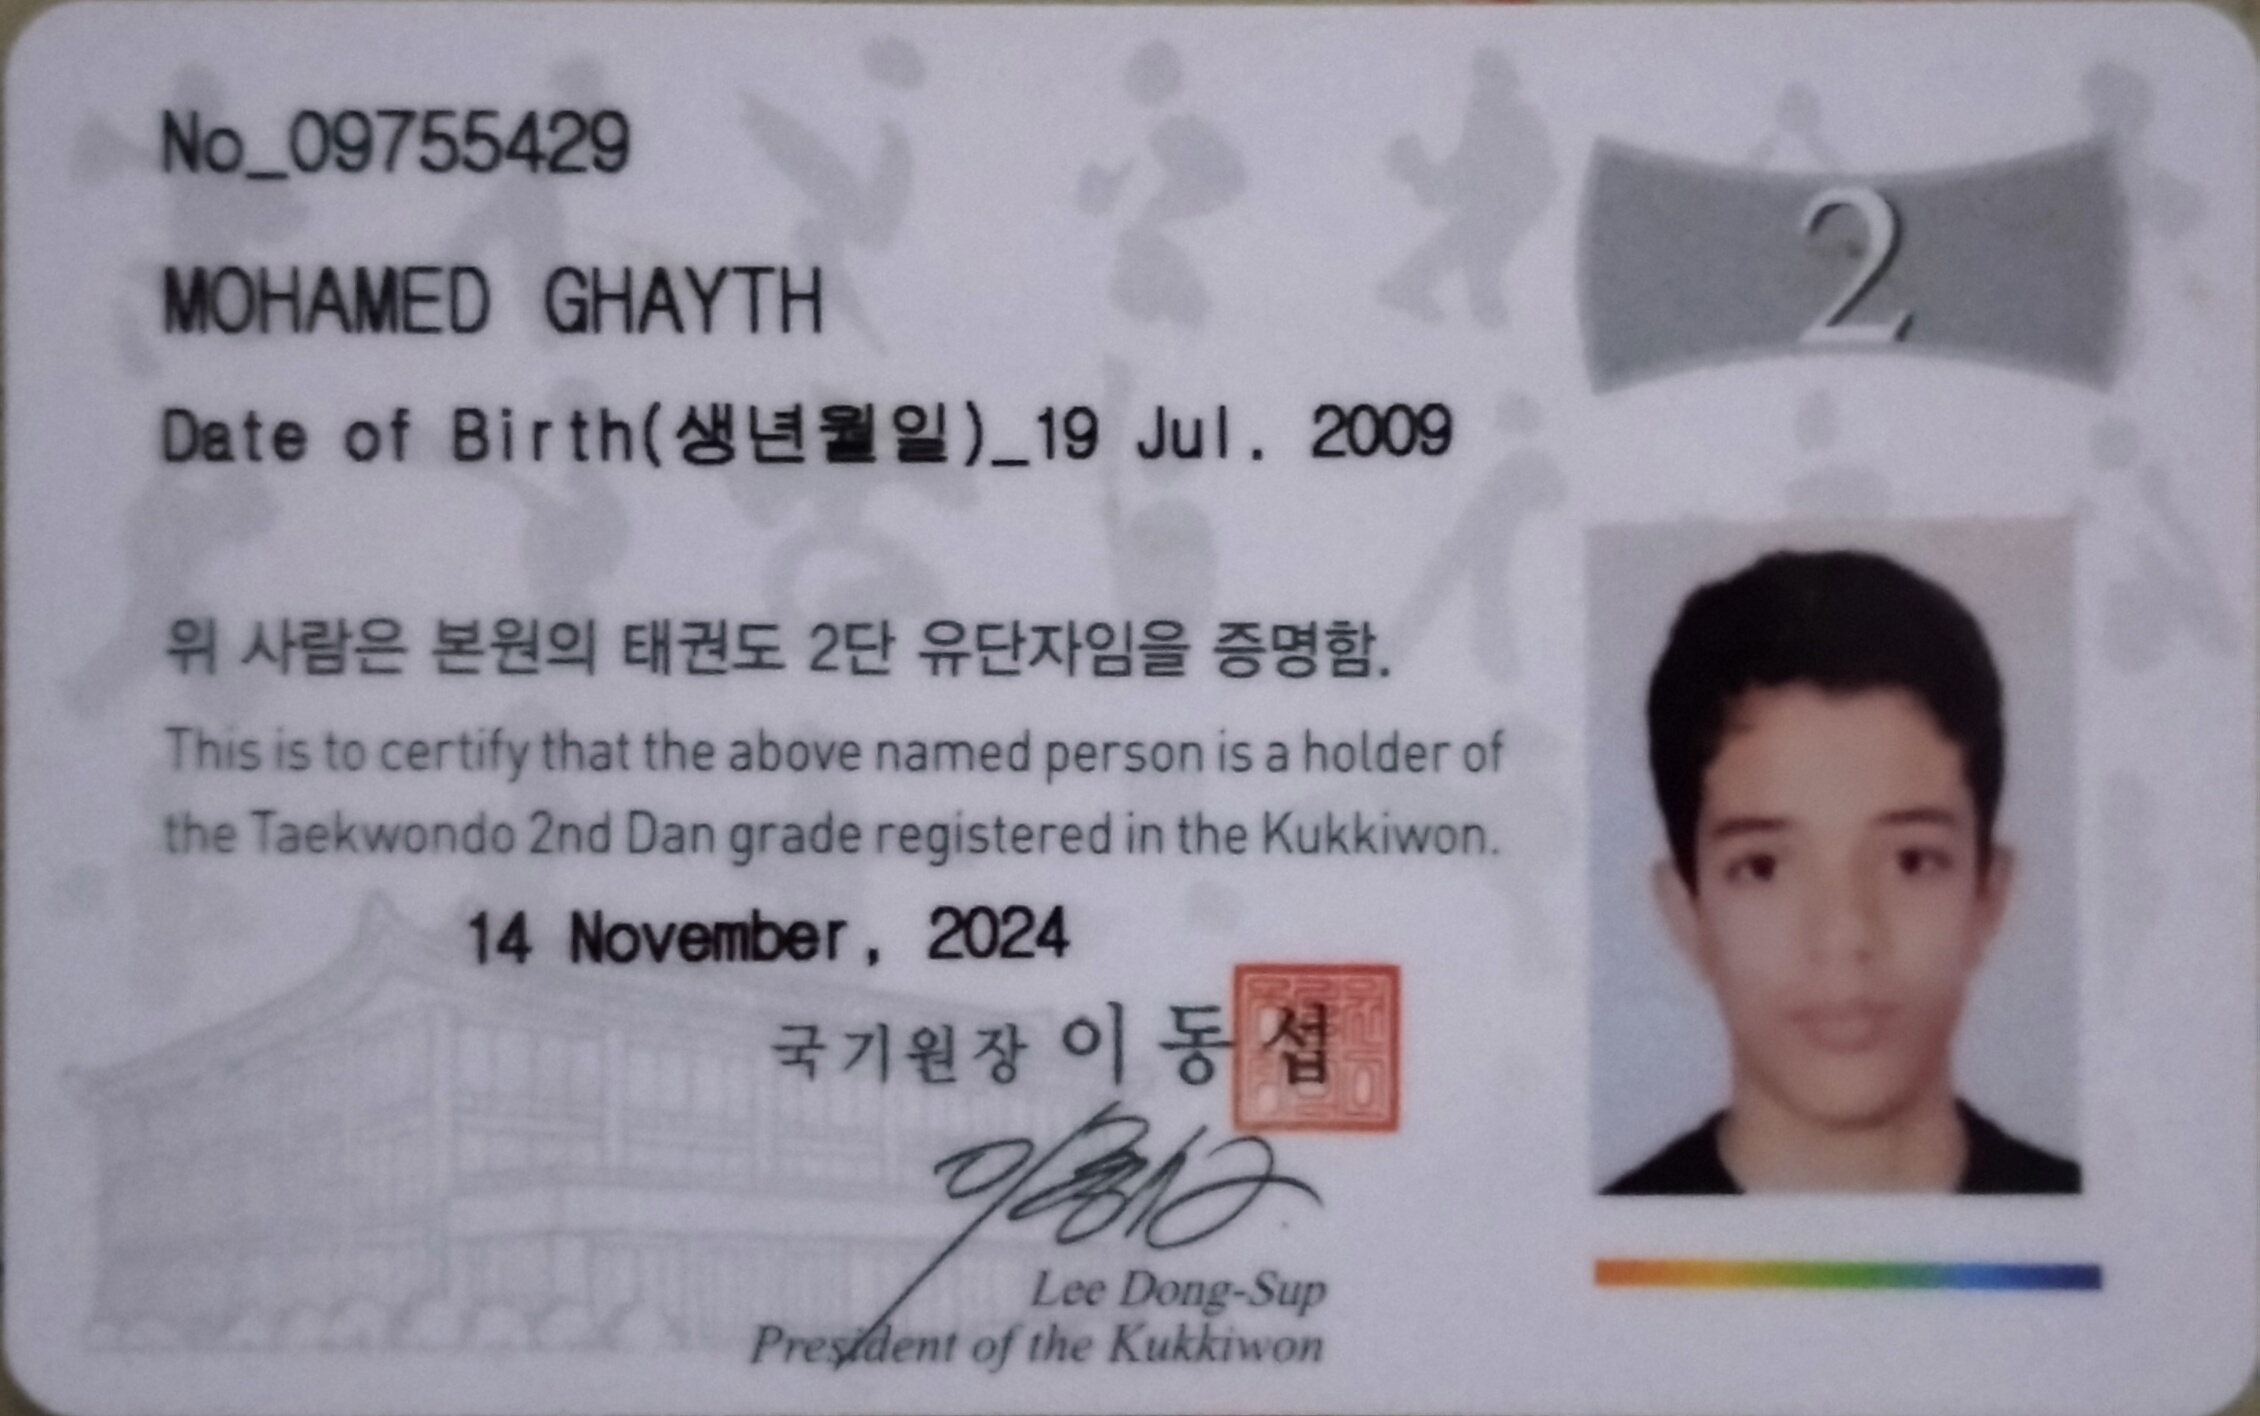 No_09755429
2
MOHAMED GHAYTH
Date of Birth(생년월일)_19 Jul. 2009
위 사람은 본원의 태권도 2단 유단자임을 증명함.
This is to certify that the above named person is a holder of
the Taekwondo 2nd Dan grade registered in the Kukkiwon.
14 November, 2024
국기원장 이동섭
Lee Dong-Sup
President of the Kukkiwon